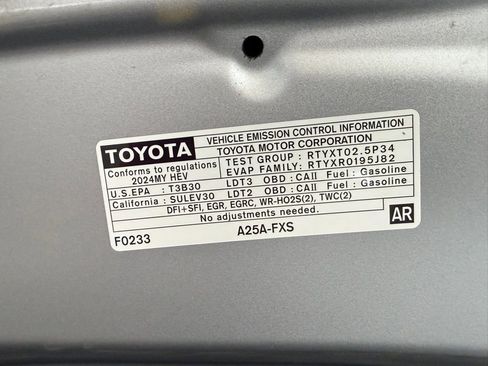 TOYOTA
VEHICLE EMISSION CONTROL INFORMATION
TOYOTA MOTOR CORPORATION
Conforms to regulations
2024MY HEV
TEST GROUP : RTYXT02.5P34
EVAP FAMILY: RTYXR0195J82
U.S.EPA : T3B30 LDT3 OBD : CAII Fuel : Gasoline
California : SULEV30 LDT2 OBD : CAII Fuel : Gasoline
DFI+SFI, EGR, EGRC, WR-HO2S(2), TWC(2)
No adjustments needed.
F0233 A25A-FXS AR